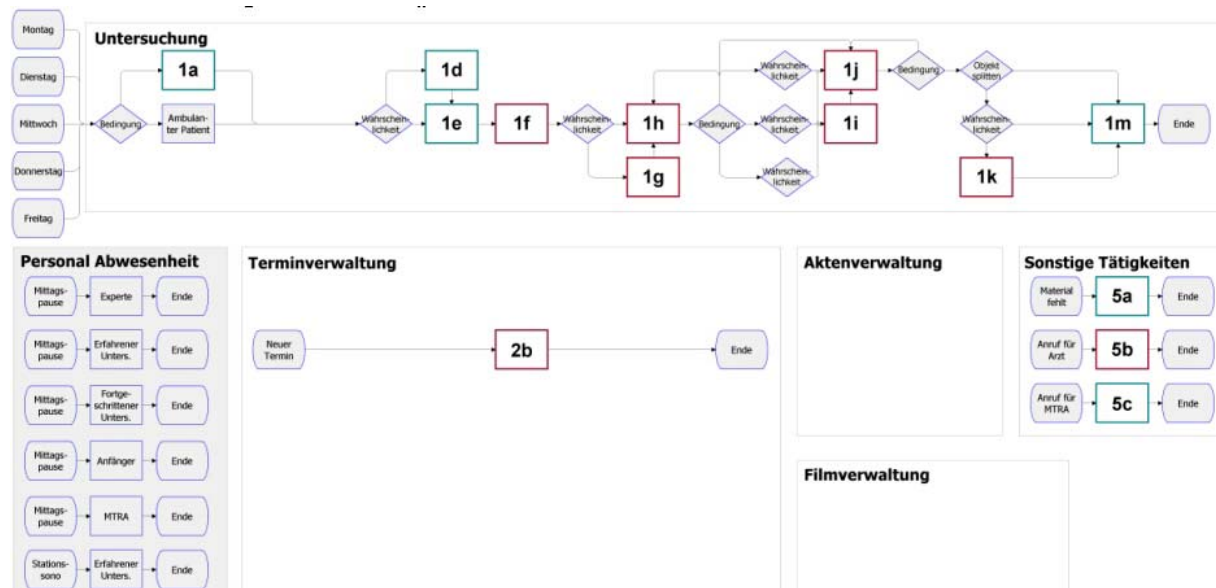 Montag
Dienstag
Mittwoch
Donnerstag
Freitag
Untersuchung
Bedingung
1a
Ambulan-
ter Patient
Wahrschein-
lichkeit
1d
1e
1f
Wahrschein-
lichkeit
1h
1g
Bedingung
Wahrschein-
lichkeit
Wahrschein-
lichkeit
Wahrschein-
lichkeit
1j
1i
Bedingung
Objekt
splitten
Wahrschein-
lichkeit
1k
1m
Ende
Personal Abwesenheit
Mittags-
pause
Experte
Ende
Mittags-
pause
Erfahrener
Unters.
Ende
Mittags-
pause
Fortge-
schrittener
Unters.
Ende
Mittags-
pause
Anfänger
Ende
Mittags-
pause
MTRA
Ende
Stations-
sono
Erfahrener
Unters.
Ende
Terminverwaltung
Neuer
Termin
2b
Ende
Aktenverwaltung
Filmverwaltung
Sonstige Tätigkeiten
Material
fehlt
5a
Ende
Anruf für
Arzt
5b
Ende
Anruf für
MTRA
5c
Ende